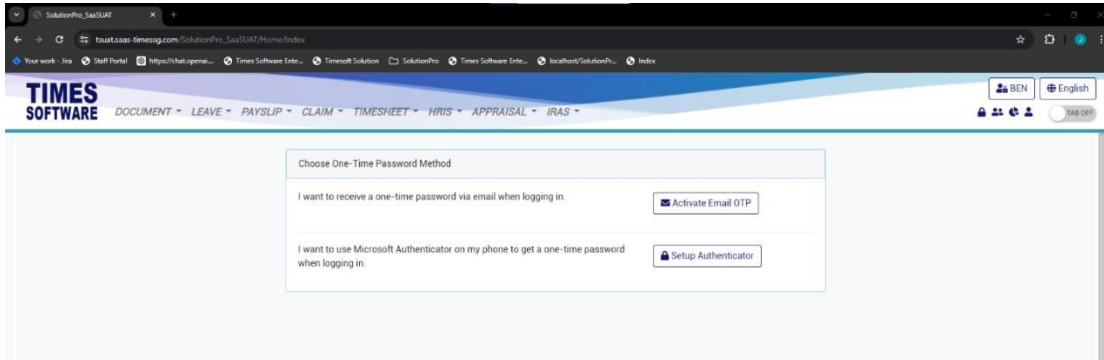 SolutionPro_SaaSUAT
tsuat.saas-timessg.com/SolutionPro_SaaSUAT/Home/Index
Your work - Jira Staff Portal https://chat.openai... Times Software Ente... Timesoft Solution SolutionPro Times Software Ente... localhost/SolutionPr... Index
TIMES
SOFTWARE
DOCUMENT LEAVE PAYSLIP CLAIM TIMESHEET HRIS APPRAISAL IRAS
BEN English
TAB OFF
Choose One-Time Password Method
I want to receive a one-time password via email when logging in.
Activate Email OTP
I want to use Microsoft Authenticator on my phone to get a one-time password
when logging in.
Setup Authenticator